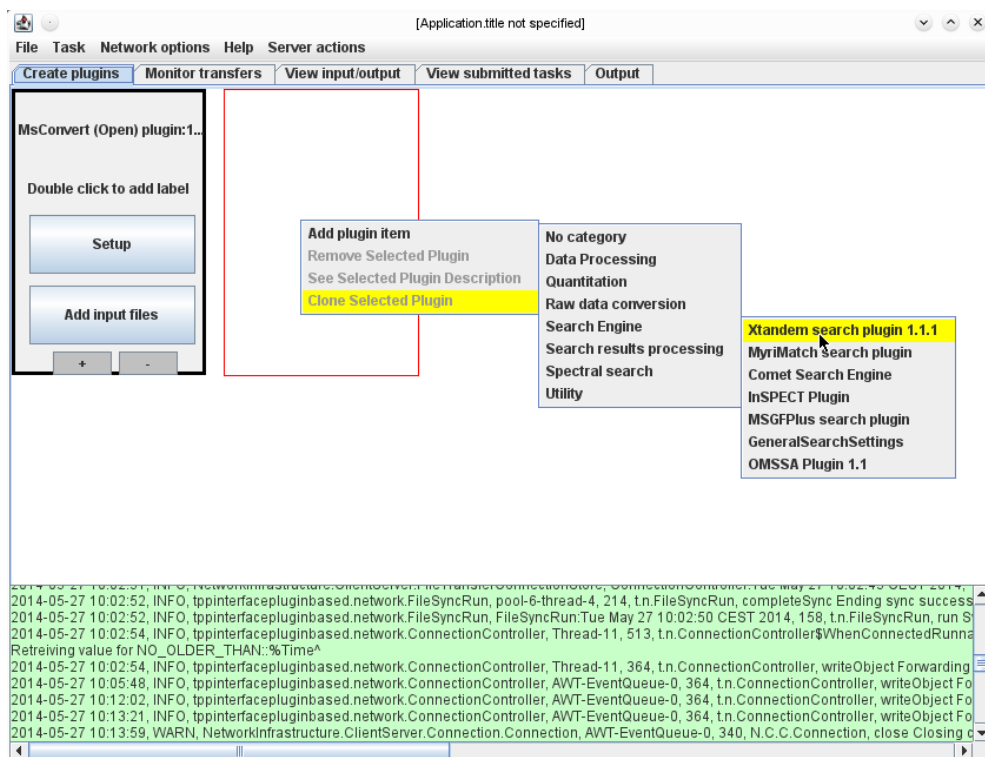 [Application.title not specified]
File Task Network options Help Server actions
Create plugins Monitor transfers View input/output View submitted tasks Output
MsConvert (Open) plugin:1...
Double click to add label
Setup
Add input files
+ -
Add plugin item
Remove Selected Plugin
See Selected Plugin Description
Clone Selected Plugin
No category
Data Processing
Quantitation
Raw data conversion
Search Engine
Search results processing
Spectral search
Utility
Xtandem search plugin 1.1.1
MyriMatch search plugin
Comet Search Engine
InSPECT Plugin
MSGFPlus search plugin
GeneralSearchSettings
OMSSA Plugin 1.1
2014-05-27 10:02:52, INFO, tppinterfacepluginbased.network.FileSyncRun, pool-6-thread-4, 214, t.n.FileSyncRun, completeSync Ending sync success
2014-05-27 10:02:52, INFO, tppinterfacepluginbased.network.FileSyncRun, FileSyncRun:Tue May 27 10:02:50 CEST 2014, 158, t.n.FileSyncRun, run
2014-05-27 10:02:54, INFO, tppinterfacepluginbased.network.ConnectionController, Thread-11, 513, t.n.ConnectionController$WhenConnectedRunna
Retreiving value for NO_OLDER_THAN::%Time^
2014-05-27 10:02:54, INFO, tppinterfacepluginbased.network.ConnectionController, Thread-11, 364, t.n.ConnectionController, writeObject Forwarding
2014-05-27 10:05:48, INFO, tppinterfacepluginbased.network.ConnectionController, AWT-EventQueue-0, 364, t.n.ConnectionController, writeObject Fo
2014-05-27 10:12:02, INFO, tppinterfacepluginbased.network.ConnectionController, AWT-EventQueue-0, 364, t.n.ConnectionController, writeObject Fo
2014-05-27 10:13:21, INFO, tppinterfacepluginbased.network.ConnectionController, AWT-EventQueue-0, 364, t.n.ConnectionController, writeObject Fo
2014-05-27 10:13:59, WARN, NetworkInfrastructure.ClientServer.Connection.Connection, AWT-EventQueue-0, 340, N.C.C.Connection, close Closing